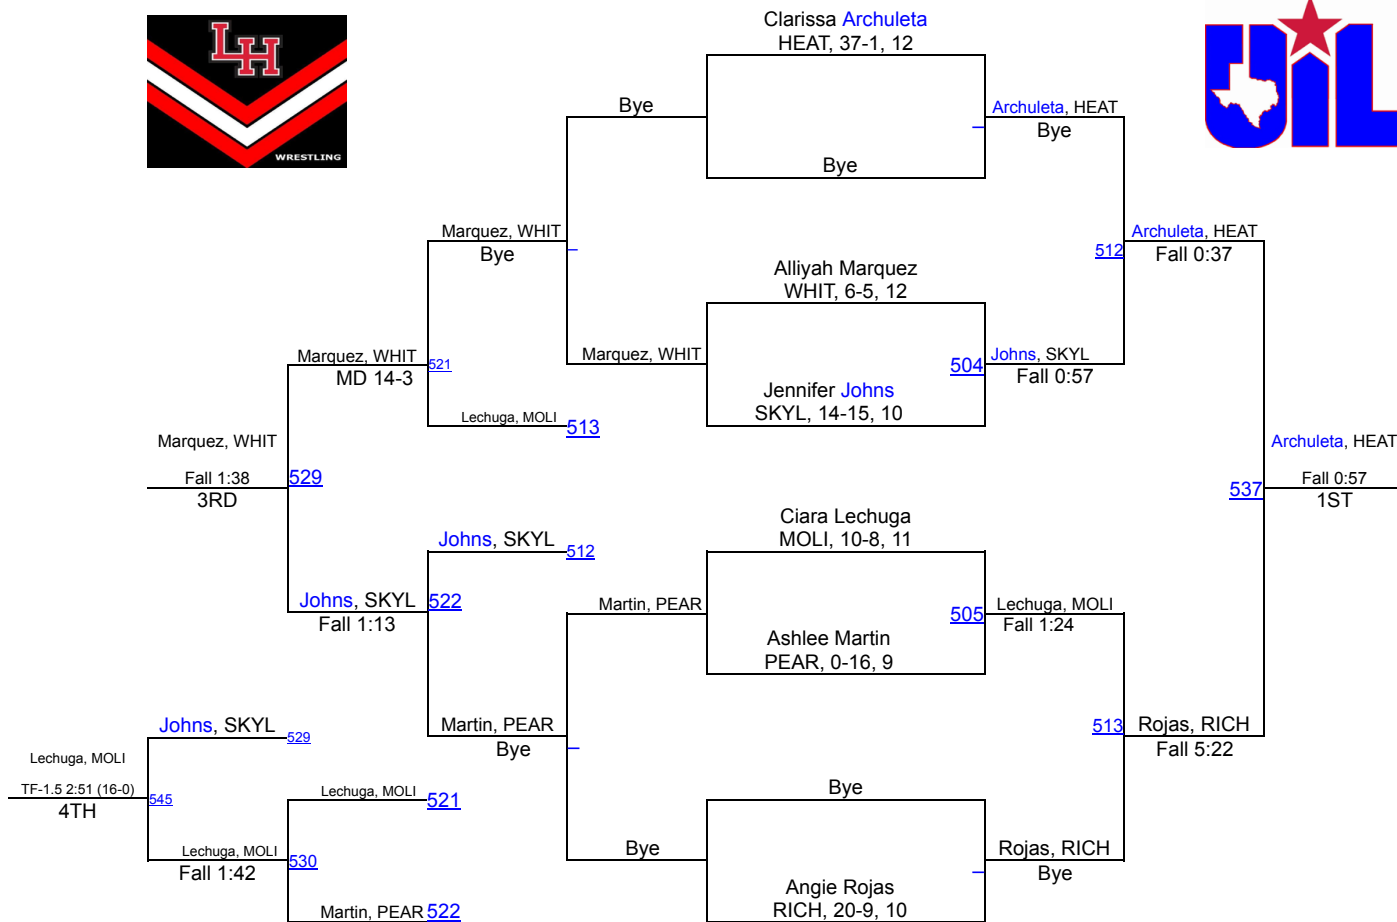 LH
WRESTLING
UIL
Clarissa Archuleta
HEAT, 37-1, 12
Bye
Archuleta, HEAT
Bye
Bye
Marquez, WHIT
Bye
Archuleta, HEAT
512
Fall 0:37
Alliyah Marquez
WHIT, 6-5, 12
Marquez, WHIT
521
MD 14-3
Marquez, WHIT
504
Johns, SKYL
Fall 0:57
Jennifer Johns
SKYL, 14-15, 10
Lechuga, MOLI
513
Marquez, WHIT
Fall 1:38
529
3RD
Archuleta, HEAT
Fall 0:57
537
1ST
Ciara Lechuga
MOLI, 10-8, 11
Johns, SKYL
512
Johns, SKYL
522
Fall 1:13
Martin, PEAR
505
Lechuga, MOLI
Fall 1:24
Ashlee Martin
PEAR, 0-16, 9
Martin, PEAR
Bye
513
Rojas, RICH
Fall 5:22
Johns, SKYL
529
Lechuga, MOLI
TF-1.5 2:51 (16-0)
545
4TH
Lechuga, MOLI
521
Bye
Lechuga, MOLI
530
Fall 1:42
Bye
Rojas, RICH
Bye
Angie Rojas
RICH, 20-9, 10
Martin, PEAR
522